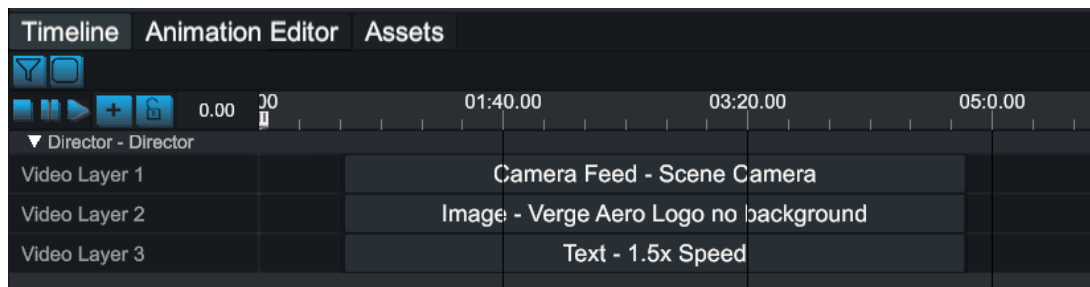 Timeline Animation Editor Assets
+ 0.00 00 01:40.00 03:20.00 05:0.00
▼ Director - Director
Video Layer 1 Camera Feed - Scene Camera
Video Layer 2 Image - Verge Aero Logo no background
Video Layer 3 Text - 1.5x Speed